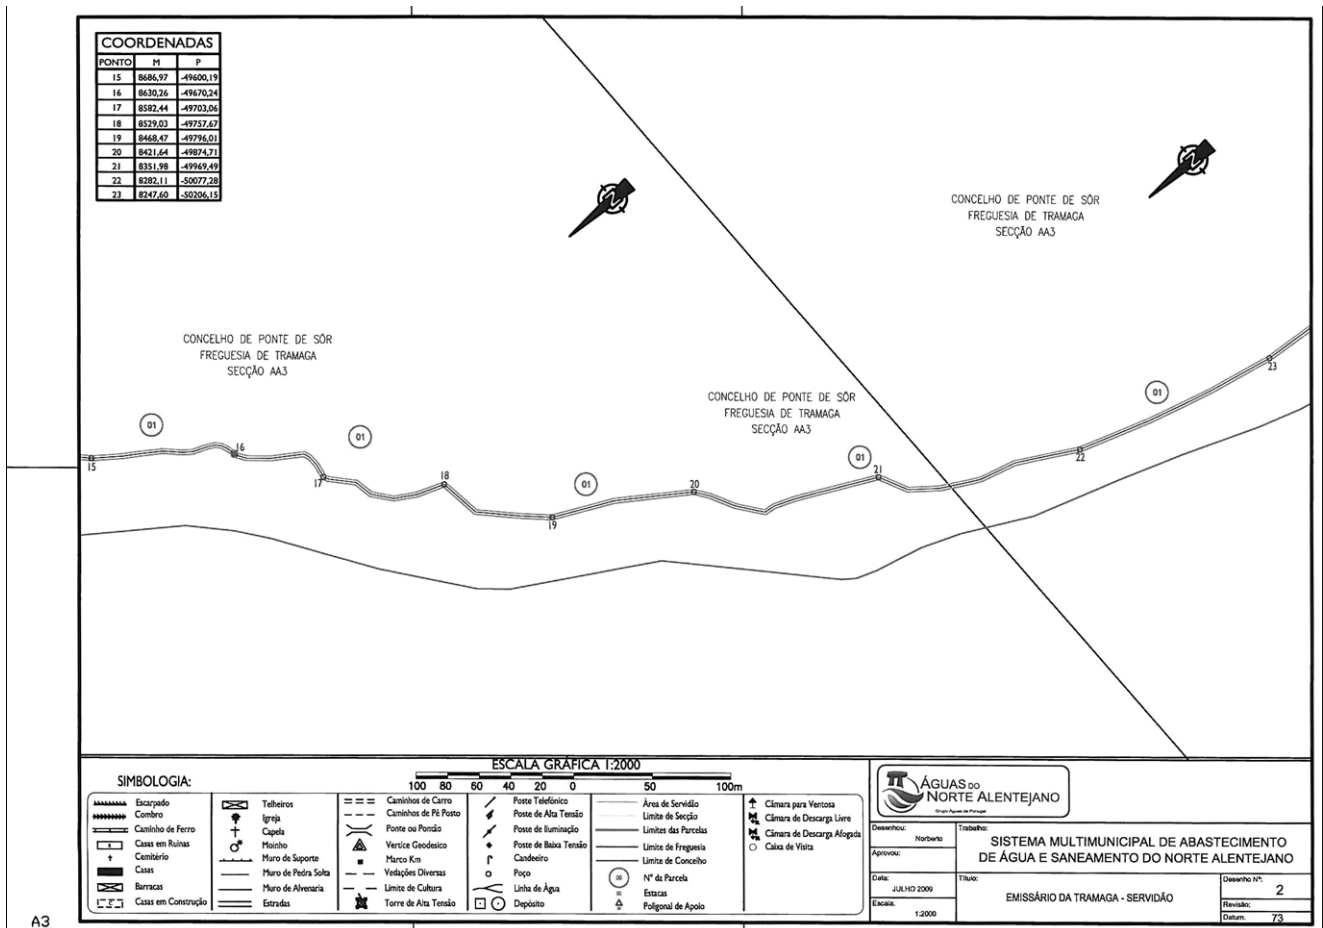 COORDENADAS
PONTO M P
15 8686,97 -49600,19
16 8630,26 -49670,24
17 8582,44 -49703,06
18 8529,03 -49757,67
19 8468,47 -49796,01
20 8421,64 -49874,71
21 8351,98 -49969,49
22 8282,11 -50077,28
23 8247,60 -50206,15
N
N
CONCELHO DE PONTE DE SÔR
FREGUESIA DE TRAMAGA
SECÇÃO AA3
CONCELHO DE PONTE DE SÔR
FREGUESIA DE TRAMAGA
SECÇÃO AA3
CONCELHO DE PONTE DE SÔR
FREGUESIA DE TRAMAGA
SECÇÃO AA3
01
01
01
01
01
15
16
17
18
19
20
21
22
23
ESCALA GRÁFICA 1:2000
100 80 60 40 20 0 50 100m
SIMBOLOGIA:
Escarpado
Combro
Caminho de Ferro
Casas em Ruinas
Cemitério
Casas
Barracas
Casas em Construção
Telheiros
Igreja
Capela
Moinho
Muro de Suporte
Muro de Pedra Solta
Muro de Alvenaria
Estradas
Caminhos de Carro
Caminhos de Pé Posto
Ponte ou Pontão
Vertice Geodesico
Marco Km
Vedações Diversas
Limite de Cultura
Torre de Alta Tensão
Poste Telefónico
Poste de Alta Tensão
Poste de Iluminação
Poste de Baixa Tensão
Candeeiro
Poço
Linha de Água
Depósito
Área de Servidão
Limite de Secção
Limites das Parcelas
Limite de Freguesia
Limite de Concelho
00 Nº da Parcela
00 Estacas
Poligonal de Apoio
Câmara para Ventosa
Câmara de Descarga Livre
Câmara de Descarga Afogada
Caixa de Visita
ÁGUAS DO
NORTE ALENTEJANO
Grupo Águas de Portugal
Desenhou:
Norberto
Aprovou:
Data:
JULHO 2009
Escala:
1:2000
Trabalho:
SISTEMA MULTIMUNICIPAL DE ABASTECIMENTO
DE ÁGUA E SANEAMENTO DO NORTE ALENTEJANO
Título:
EMISSÁRIO DA TRAMAGA - SERVIDÃO
Desenho Nº:
2
Revisão:
Datum: 73
A3